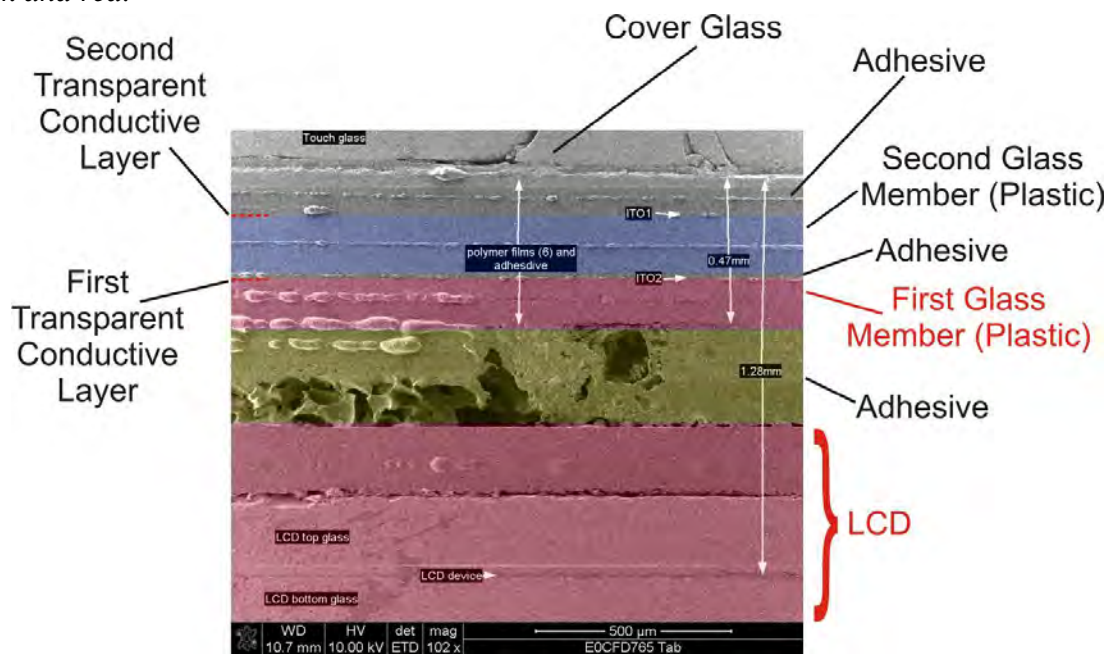 Cover Glass
Second
Transparent
Conductive
Layer
Adhesive
Touch glass
Second Glass
Member (Plastic)
ITO1
polymer films (6) and
adhesdive
0.47mm
Adhesive
ITO2
First
Transparent
Conductive
Layer
First Glass
Member (Plastic)
1.28mm
Adhesive
LCD
LCD top glass
LCD device
LCD bottom glass
WD HV det mag
10.7 mm 10.00 kV ETD 102 x
500 µm
E0CFD765 Tab